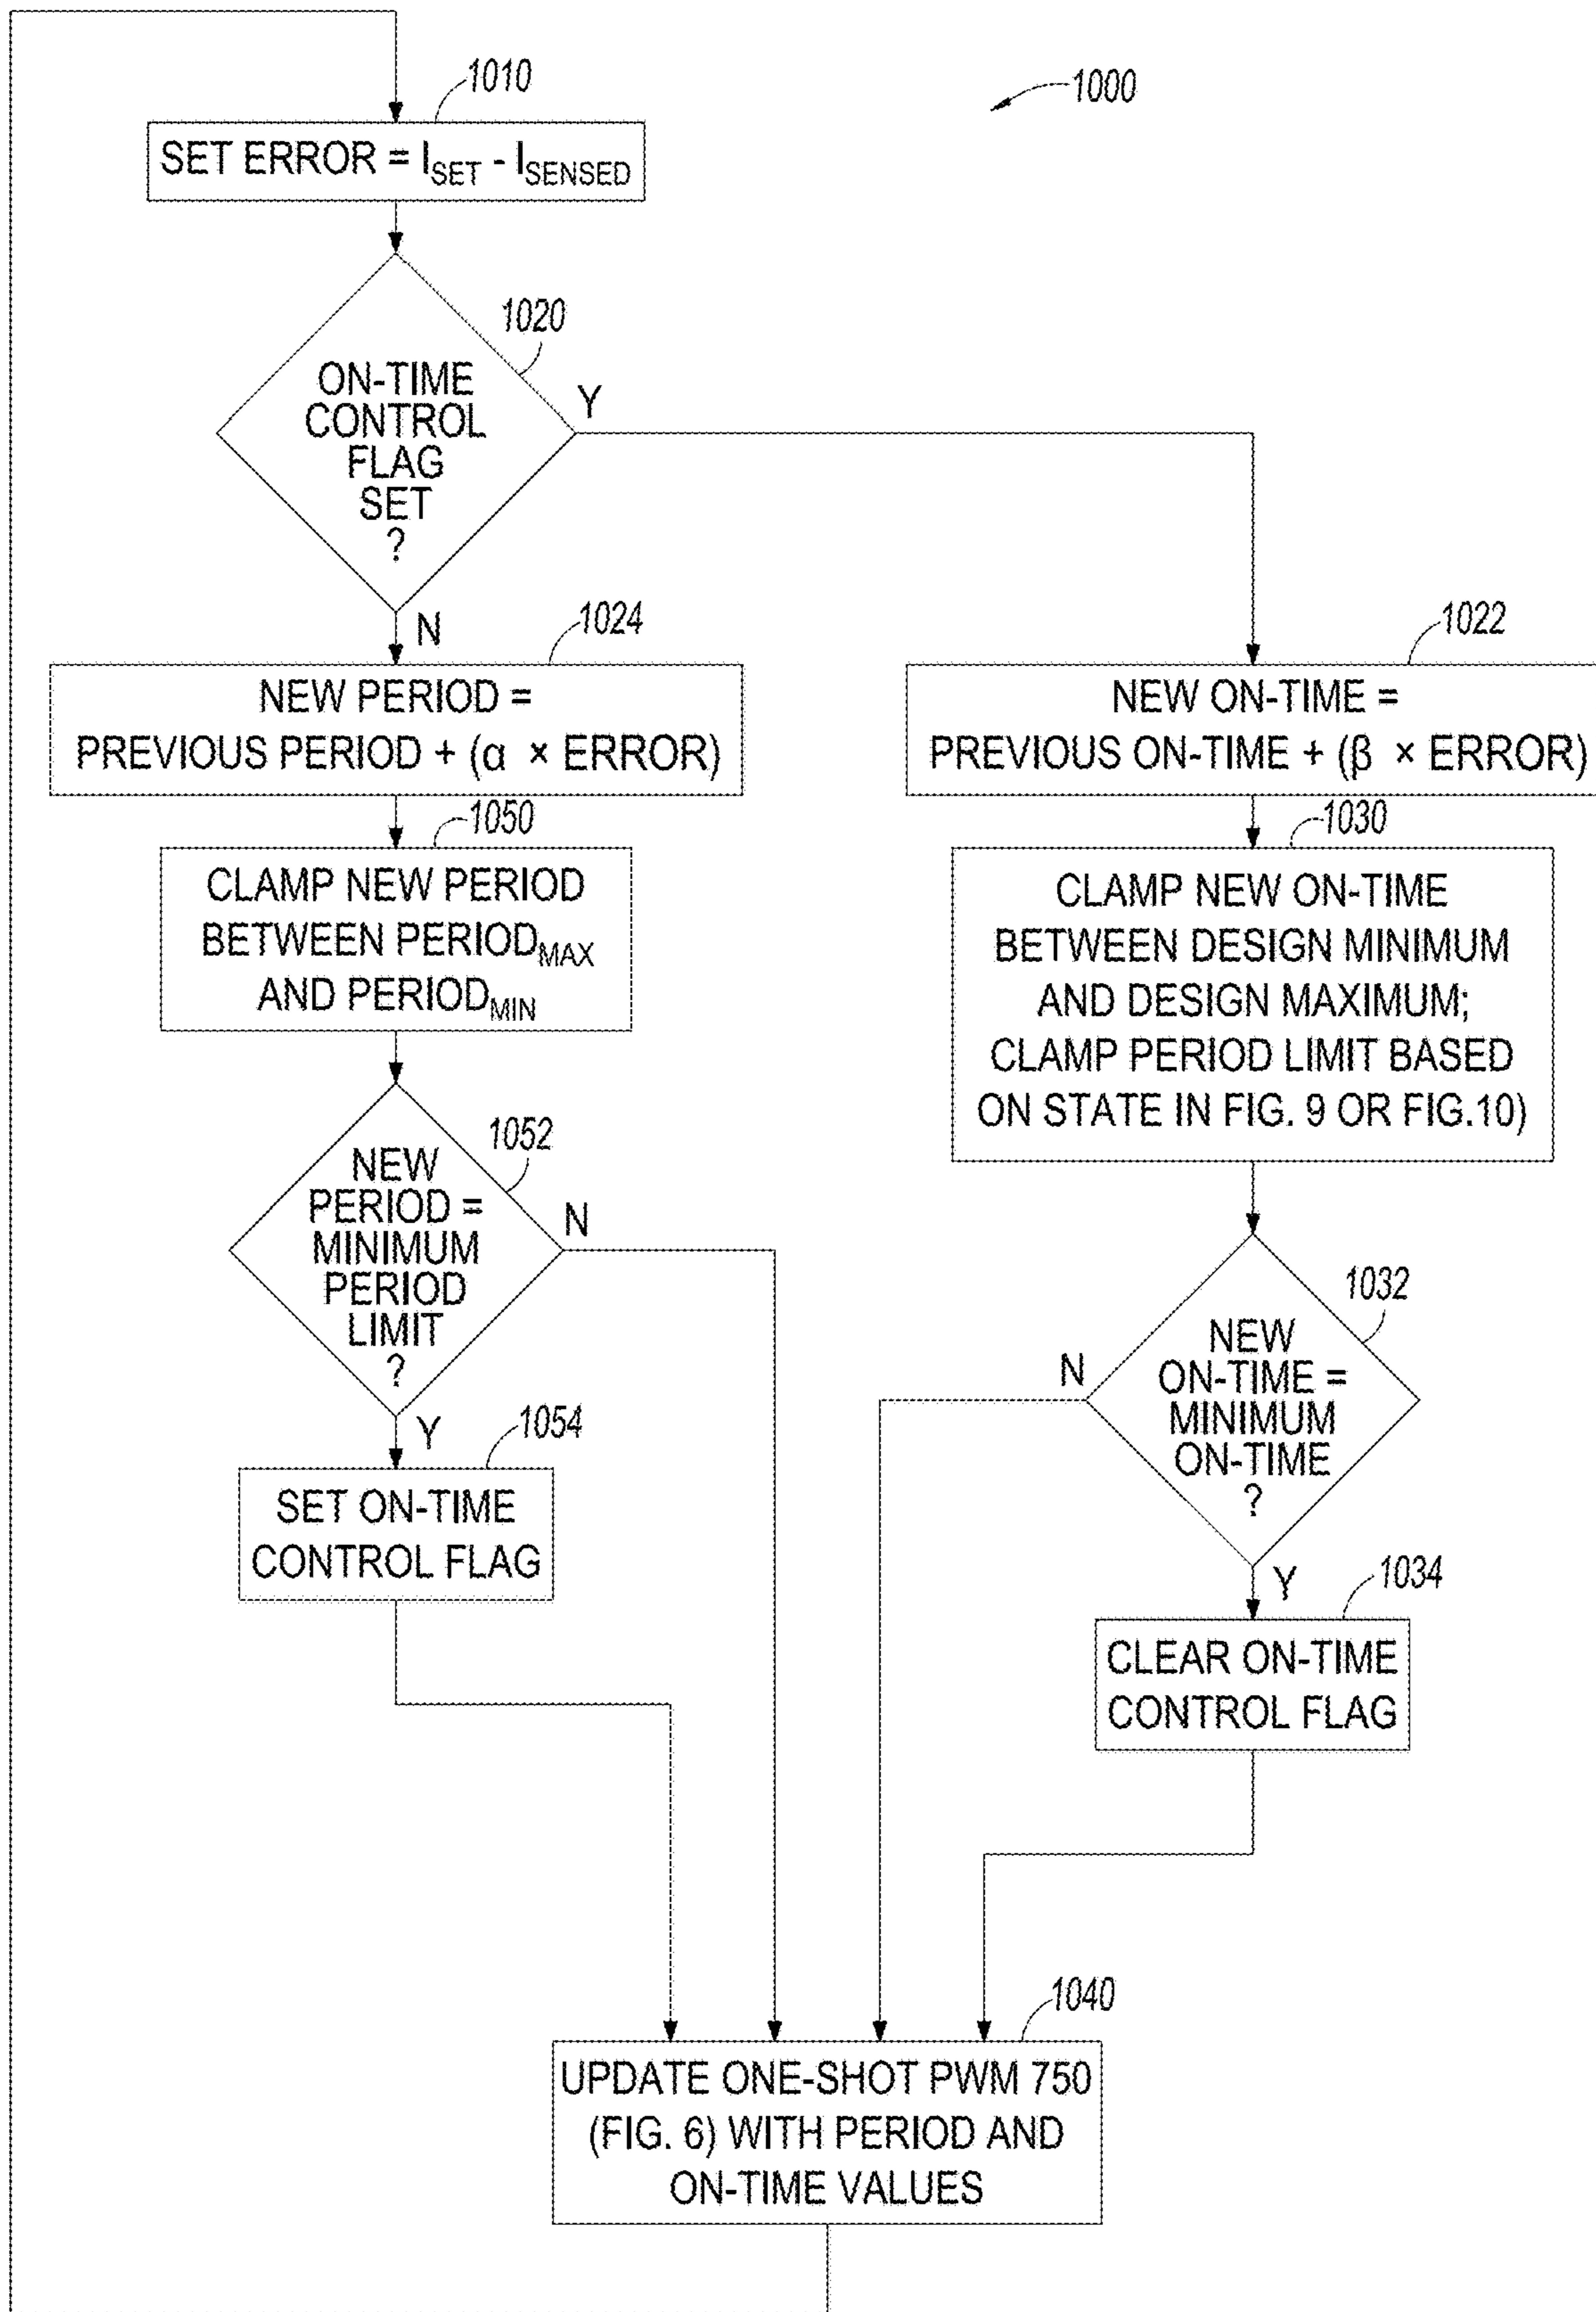 1000
1010
SET ERROR = I_SET - I_SENSED
1020
ON-TIME
CONTROL
FLAG
SET
?
Y
N
1024
NEW PERIOD =
PREVIOUS PERIOD + (α × ERROR)
1022
NEW ON-TIME =
PREVIOUS ON-TIME + (β × ERROR)
1050
CLAMP NEW PERIOD
BETWEEN PERIOD_MAX
AND PERIOD_MIN
1030
CLAMP NEW ON-TIME
BETWEEN DESIGN MINIMUM
AND DESIGN MAXIMUM;
CLAMP PERIOD LIMIT BASED
ON STATE IN FIG. 9 OR FIG.10)
1052
NEW
PERIOD =
MINIMUM
PERIOD
LIMIT
?
N
Y
1032
NEW
ON-TIME =
MINIMUM
ON-TIME
?
N
Y
1054
SET ON-TIME
CONTROL FLAG
1034
CLEAR ON-TIME
CONTROL FLAG
1040
UPDATE ONE-SHOT PWM 750
(FIG. 6) WITH PERIOD AND
ON-TIME VALUES